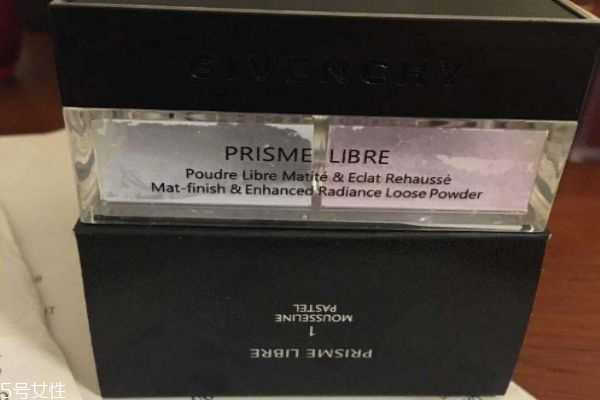 GIVENCHY
PRISME LIBRE
Poudre Libre Matité & Eclat Rehaussé
Mat-finish & Enhanced Radiance Loose Powder
PRISME LIBRE
1
MOUSSELINE
PASTEL
5号女性